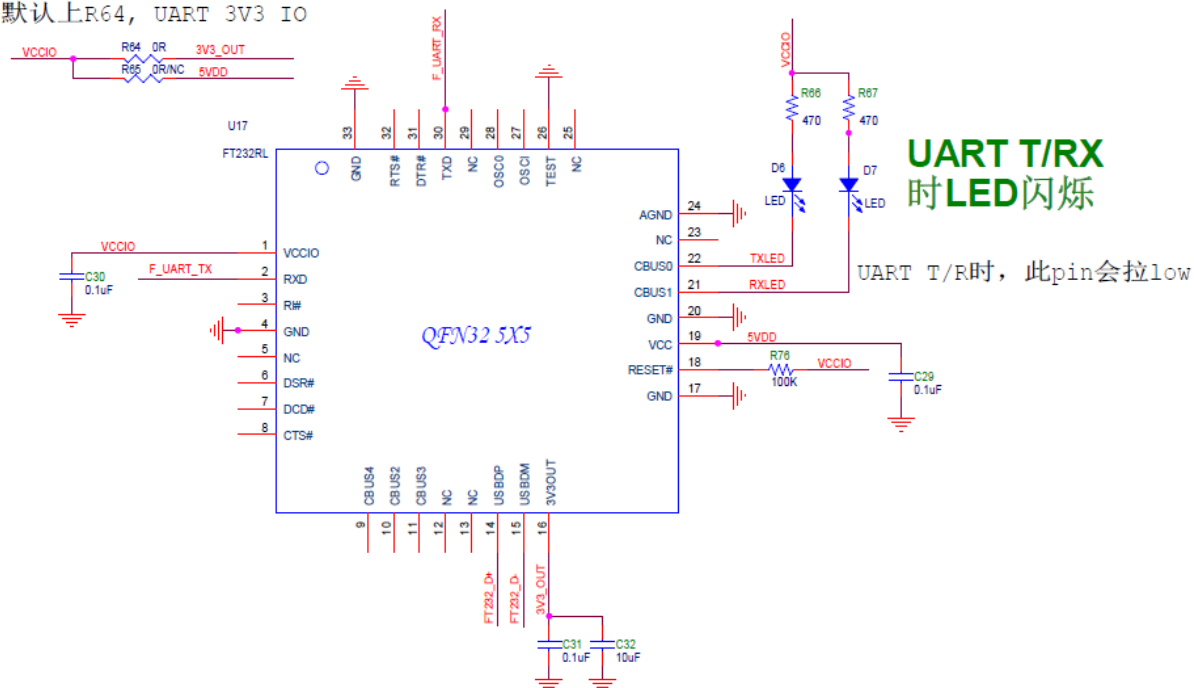 默认上R64, UART 3V3 IO
VCCIO
R64 0R
3V3_OUT
R65 0R/NC
5VDD
F_UART_RX
VCCIO
R66
470
R67
470
U17
FT232RL
33
32
31
30
29
28
27
26
25
GND
RTS#
DTR#
TXD
NC
OSC0
OSCI
TEST
NC
D6
LED
D7
LED
UART T/RX
时LED闪烁
VCCIO
1
VCCIO
C30
0.1uF
F_UART_TX
2
RXD
3
RI#
4
GND
5
NC
6
DSR#
7
DCD#
8
CTS#
QFN32 5X5
AGND
24
NC
23
CBUS0
22
TXLED
CBUS1
21
RXLED
UART T/R时，此pin会拉low
GND
20
VCC
19
5VDD
RESET#
18
R76
100K
VCCIO
GND
17
C29
0.1uF
CBUS4
CBUS2
CBUS3
NC
NC
USBDP
USBDM
3V3OUT
9
10
11
12
13
14
15
16
FT232_D+
FT232_D-
3V3_OUT
C31
0.1uF
C32
10uF